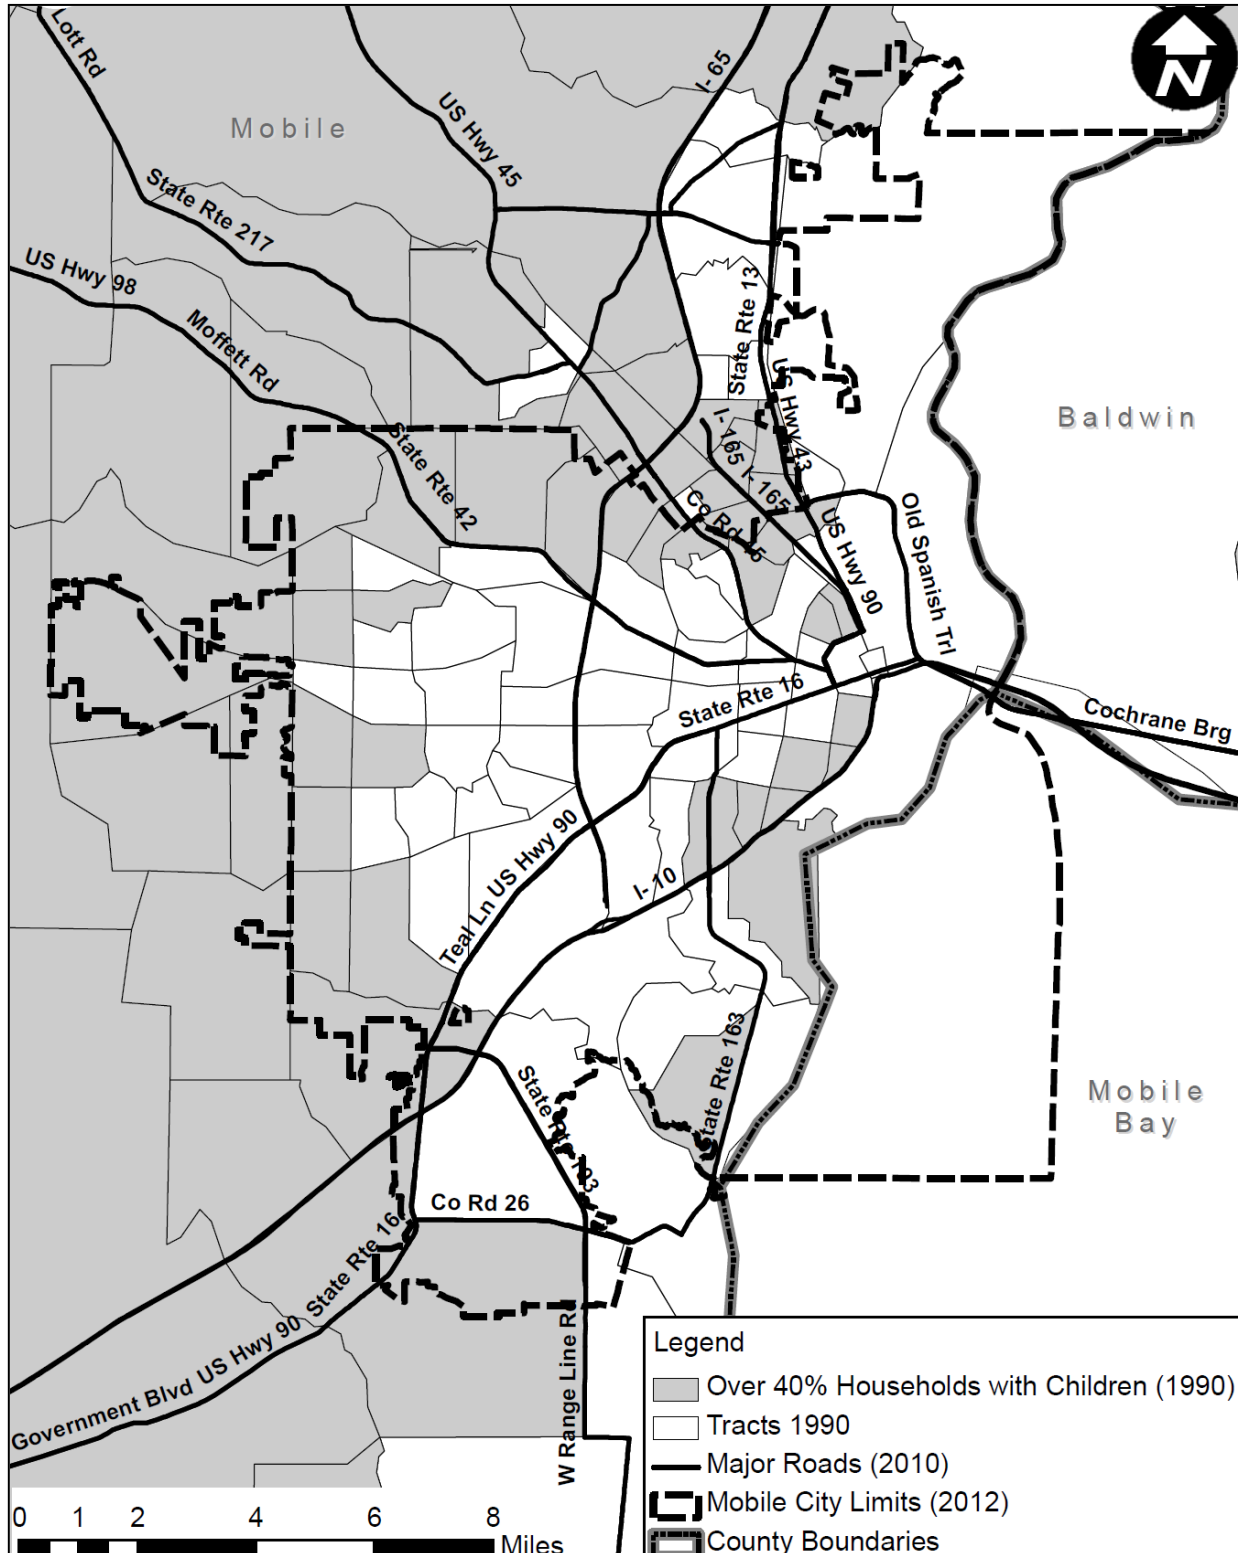 N
Lott Rd
I- 65
US Hwy 45
Mobile
State Rte 217
US Hwy 98
Moffett Rd
State Rte 13
US Hwy 43
Baldwin
I- 165
I- 165
State Rte 42
Co Rd 45
US Hwy 90
Old Spanish Trl
State Rte 16
Cochrane Brg
Teal Ln US Hwy 90
I- 10
State Rte 163
State Rte 193
Mobile
Bay
Co Rd 26
State Rte 16
Government Blvd US Hwy 90
W Range Line Rd
Legend
Over 40% Households with Children (1990)
Tracts 1990
Major Roads (2010)
Mobile City Limits (2012)
County Boundaries
0 1 2 4 6 8
Miles